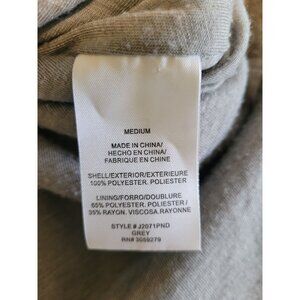 MEDIUM
MADE IN CHINA/
HECHO EN CHINA/
FABRIQUE EN CHINE
SHELL/EXTERIOR/EXTERIEURE
100% POLYESTER. POLIESTER
LINING/FORRO/DOUBLURE
65% POLYESTER. POLIESTER /
35% RAYON. VISCOSA.RAYONNE
STYLE # J2071PND
GREY
RN# 3059279